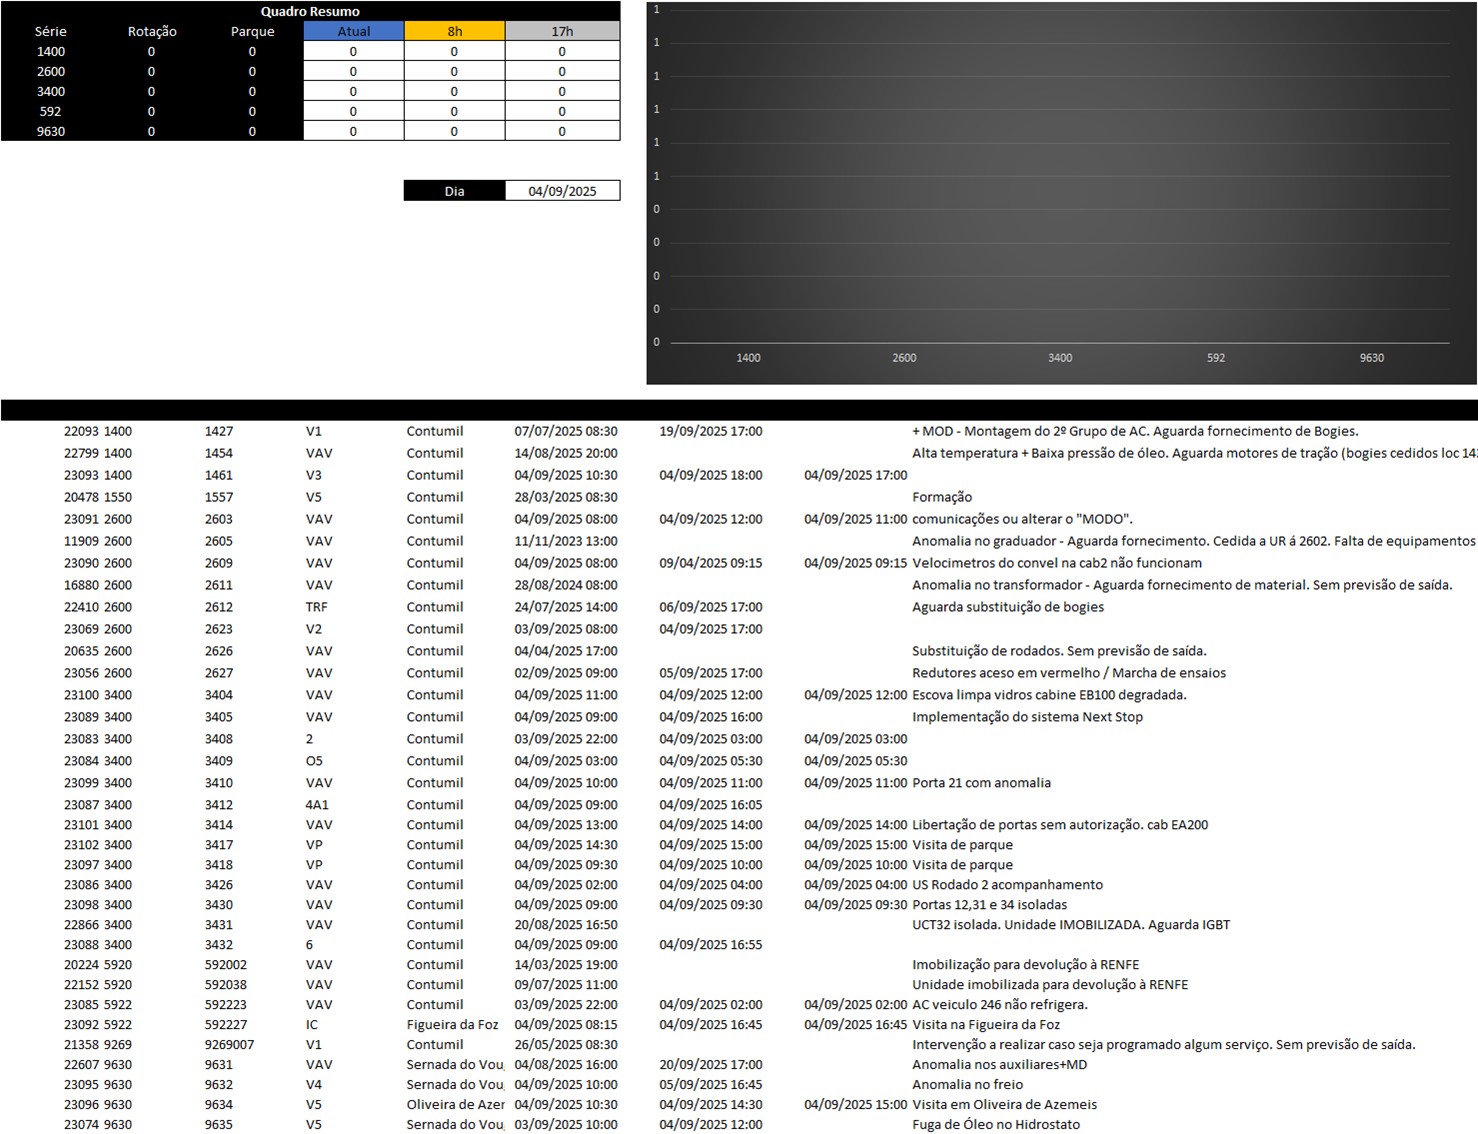 Quadro Resumo
Série Rotação Parque Atual 8h 17h
1400 0 0 0 0 0
2600 0 0 0 0 0
3400 0 0 0 0 0
592 0 0 0 0 0
9630 0 0 0 0 0
Dia 04/09/2025
1
1
1
1
1
1
0
0
0
0
0
1400 2600 3400 592 9630
22093 1400 1427 V1 Contumil 07/07/2025 08:30 19/09/2025 17:00 + MOD - Montagem do 2º Grupo de AC. Aguarda fornecimento de Bogies.
22799 1400 1454 VAV Contumil 14/08/2025 20:00 Alta temperatura + Baixa pressão de óleo. Aguarda motores de tração (bogies cedidos loc
23093 1400 1461 V3 Contumil 04/09/2025 10:30 04/09/2025 18:00 04/09/2025 17:00
20478 1550 1557 V5 Contumil 28/03/2025 08:30 Formação
23091 2600 2603 VAV Contumil 04/09/2025 08:00 04/09/2025 12:00 04/09/2025 11:00 comunicações ou alterar o "MODO".
11909 2600 2605 VAV Contumil 11/11/2023 13:00 Anomalia no graduador - Aguarda fornecimento. Cedida a UR á 2602. Falta de equipamentos
23090 2600 2609 VAV Contumil 04/09/2025 08:00 09/04/2025 09:15 04/09/2025 09:15 Velocimetros do convel na cab2 não funcionam
16880 2600 2611 VAV Contumil 28/08/2024 08:00 Anomalia no transformador - Aguarda fornecimento de material. Sem previsão de saída.
22410 2600 2612 TRF Contumil 24/07/2025 14:00 06/09/2025 17:00 Aguarda substituição de bogies
23069 2600 2623 V2 Contumil 03/09/2025 08:00 04/09/2025 17:00
20635 2600 2626 VAV Contumil 04/04/2025 17:00 Substituição de rodados. Sem previsão de saída.
23056 2600 2627 VAV Contumil 02/09/2025 09:00 05/09/2025 17:00 Redutores aceso em vermelho / Marcha de ensaios
23100 3400 3404 VAV Contumil 04/09/2025 11:00 04/09/2025 12:00 04/09/2025 12:00 Escova limpa vidros cabine EB100 degradada.
23089 3400 3405 VAV Contumil 04/09/2025 09:00 04/09/2025 16:00 Implementação do sistema Next Stop
23083 3400 3408 2 Contumil 03/09/2025 22:00 04/09/2025 03:00 04/09/2025 03:00
23084 3400 3409 O5 Contumil 04/09/2025 03:00 04/09/2025 05:30 04/09/2025 05:30
23099 3400 3410 VAV Contumil 04/09/2025 10:00 04/09/2025 11:00 04/09/2025 11:00 Porta 21 com anomalia
23087 3400 3412 4A1 Contumil 04/09/2025 09:00 04/09/2025 16:05
23101 3400 3414 VAV Contumil 04/09/2025 13:00 04/09/2025 14:00 04/09/2025 14:00 Libertação de portas sem autorização. cab EA200
23102 3400 3417 VP Contumil 04/09/2025 14:30 04/09/2025 15:00 04/09/2025 15:00 Visita de parque
23097 3400 3418 VP Contumil 04/09/2025 09:30 04/09/2025 10:00 04/09/2025 10:00 Visita de parque
23086 3400 3426 VAV Contumil 04/09/2025 02:00 04/09/2025 04:00 04/09/2025 04:00 US Rodado 2 acompanhamento
23098 3400 3430 VAV Contumil 04/09/2025 09:00 04/09/2025 09:30 04/09/2025 09:30 Portas 12,31 e 34 isoladas
22866 3400 3431 VAV Contumil 20/08/2025 16:50 UCT32 isolada. Unidade IMOBILIZADA. Aguarda IGBT
23088 3400 3432 6 Contumil 04/09/2025 09:00 04/09/2025 16:55
20224 5920 592002 VAV Contumil 14/03/2025 19:00 Imobilização para devolução à RENFE
22152 5920 592038 VAV Contumil 09/07/2025 11:00 Unidade imobilizada para devolução à RENFE
23085 5922 592223 VAV Contumil 03/09/2025 22:00 04/09/2025 02:00 04/09/2025 02:00 AC veiculo 246 não refrigera.
23092 5922 592227 IC Figueira da Foz 04/09/2025 08:15 04/09/2025 16:45 04/09/2025 16:45 Visita na Figueira da Foz
21358 9269 9269007 V1 Contumil 26/05/2025 08:30 Intervenção a realizar caso seja programado algum serviço. Sem previsão de saída.
22607 9630 9631 VAV Sernada do Vou 04/08/2025 16:00 20/09/2025 17:00 Anomalia nos auxiliares+MD
23095 9630 9632 V4 Sernada do Vou 04/09/2025 10:00 05/09/2025 16:45 Anomalia no freio
23096 9630 9634 V5 Oliveira de Azer 04/09/2025 10:30 04/09/2025 14:30 04/09/2025 15:00 Visita em Oliveira de Azemeis
23074 9630 9635 V5 Sernada do Vou 03/09/2025 10:00 04/09/2025 12:00 Fuga de Óleo no Hidrostato